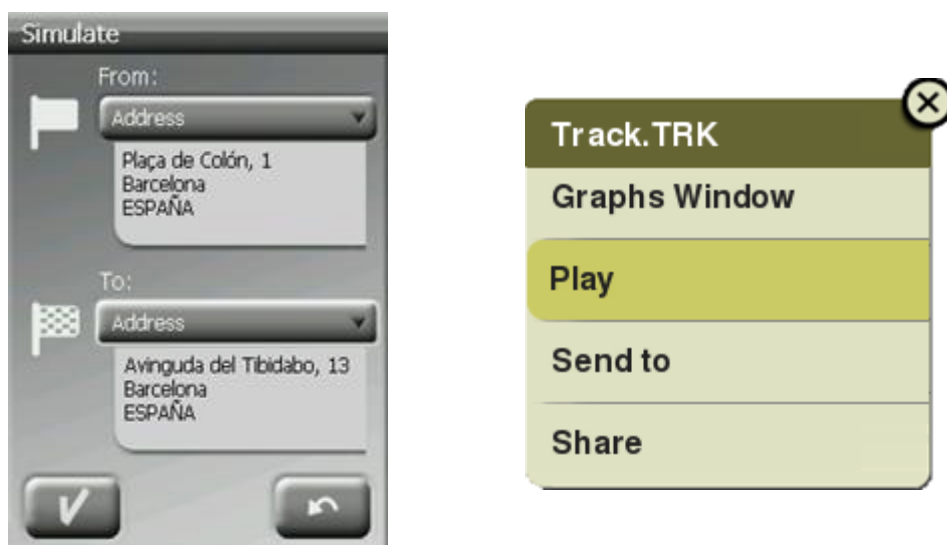 Simulate
From:
Address
Plaça de Colón, 1
Barcelona
ESPAÑA
To:
Address
Avinguda del Tibidabo, 13
Barcelona
ESPAÑA
Track.TRK
Graphs Window
Play
Send to
Share